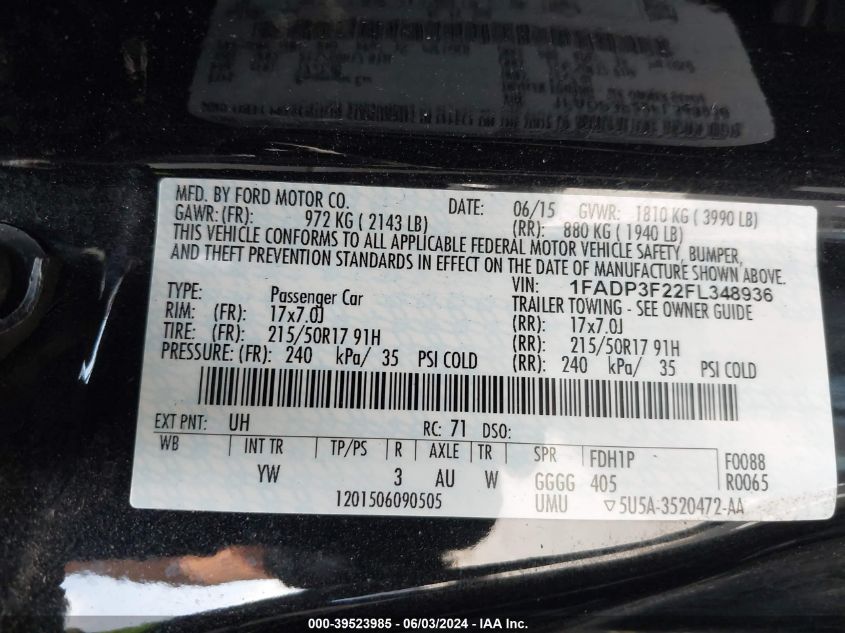 MFD. BY FORD MOTOR CO. DATE: 06/15 GVWR: 1810 KG ( 3990 LB)
GAWR: (FR): 972 KG ( 2143 LB) (RR): 880 KG ( 1940 LB)
THIS VEHICLE CONFORMS TO ALL APPLICABLE FEDERAL MOTOR VEHICLE SAFETY, BUMPER,
AND THEFT PREVENTION STANDARDS IN EFFECT ON THE DATE OF MANUFACTURE SHOWN ABOVE.
VIN: 1FADP3F22FL348936
TYPE: Passenger Car TRAILER TOWING - SEE OWNER GUIDE
RIM: (FR): 17x7.0J (RR): 17x7.0J
TIRE: (FR): 215/50R17 91H (RR): 215/50R17 91H
PRESSURE: (FR): 240 kPa/ 35 PSI COLD (RR): 240 kPa/ 35 PSI COLD
EXT PNT: UH RC: 71 DSO:
WB INT TR TP/PS R AXLE TR SPR FDH1P F0088
YW 3 AU W GGGG 405 R0065
1201506090505 UMU ▽5U5A-3520472-AA
000-39523985 - 06/03/2024 - IAA Inc.